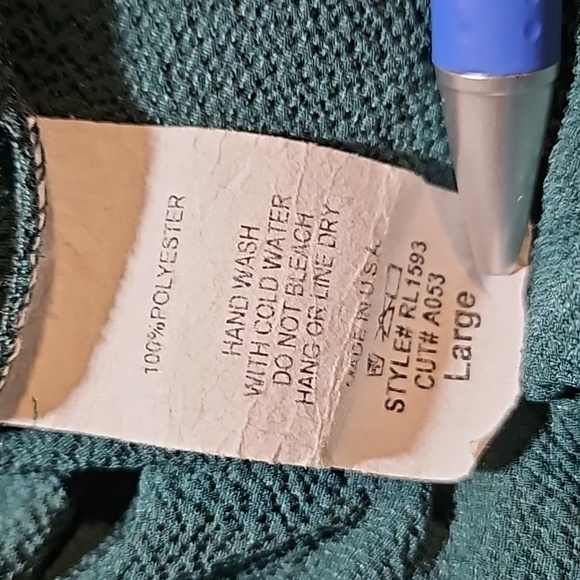 100%POLYESTER
HAND WASH
WITH COLD WATER
DO NOT BLEACH
HANG OR LINE DRY
MADE IN U.S.A
STYLE# RL1593
CUT# A053
Large